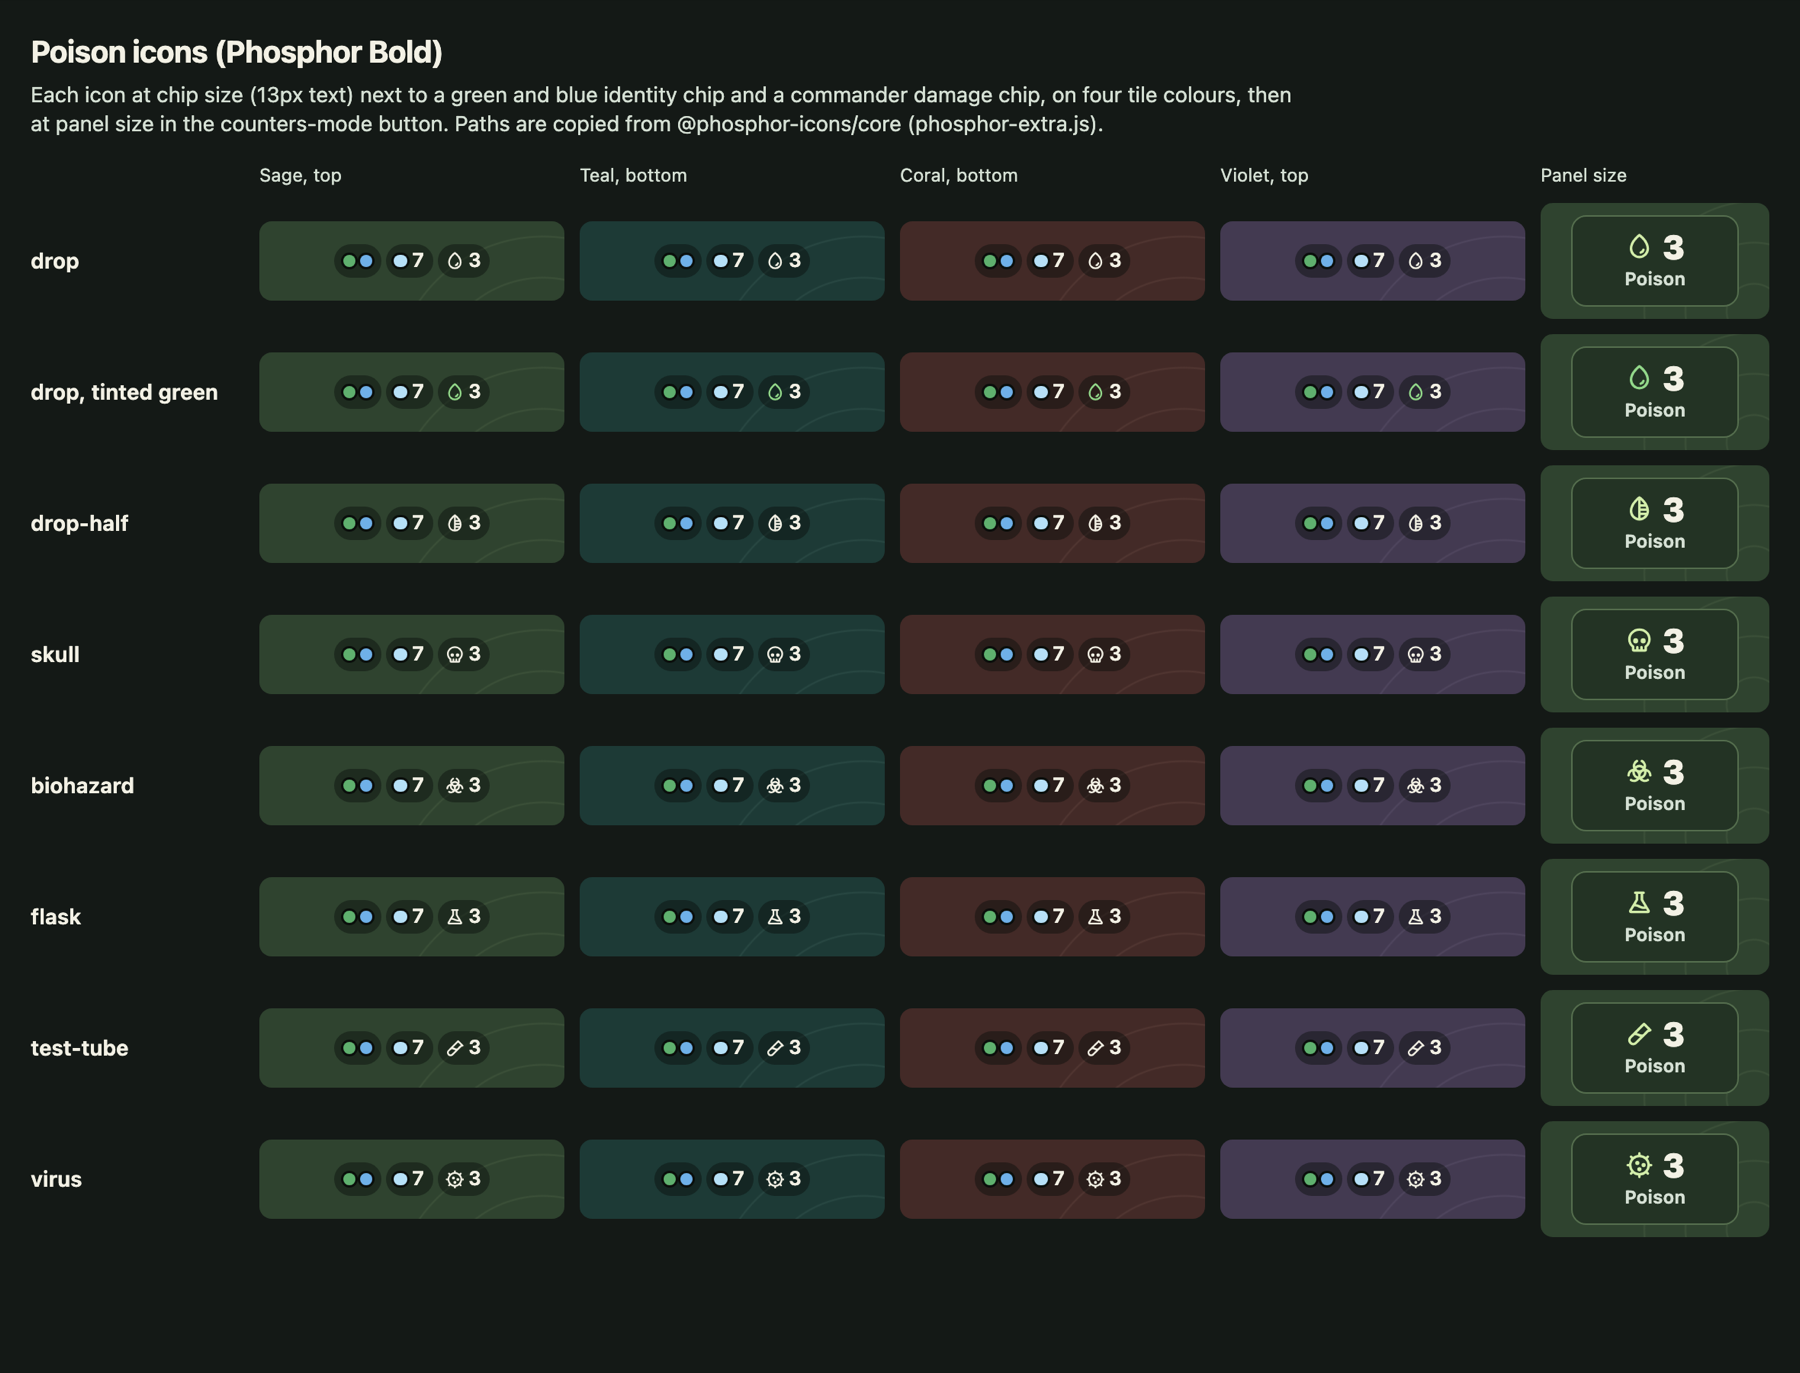 Poison icons (Phosphor Bold)
Each icon at chip size (13px text) next to a green and blue identity chip and a commander damage chip, on four tile colours, then
at panel size in the counters-mode button. Paths are copied from @phosphor-icons/core (phosphor-extra.js).
Sage, top Teal, bottom Coral, bottom Violet, top Panel size
drop 7 3 7 3 7 3 7 3 3
Poison
drop, tinted green 7 3 7 3 7 3 7 3 3
Poison
drop-half 7 3 7 3 7 3 7 3 3
Poison
skull 7 3 7 3 7 3 7 3 3
Poison
biohazard 7 3 7 3 7 3 7 3 3
Poison
flask 7 3 7 3 7 3 7 3 3
Poison
test-tube 7 3 7 3 7 3 7 3 3
Poison
virus 7 3 7 3 7 3 7 3 3
Poison